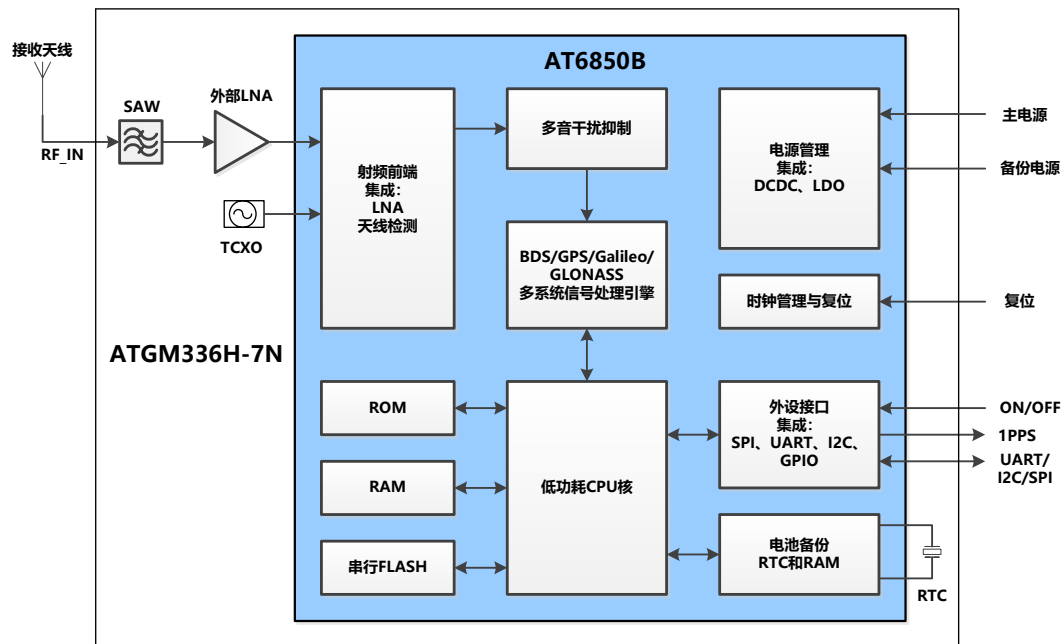 AT6850B
接收天线
SAW
外部LNA
RF_IN
TCXO
射频前端
集成：
LNA
天线检测
多音干扰抑制
电源管理
集成：
DCDC、LDO
主电源
备份电源
BDS/GPS/Galileo/
GLONASS
多系统信号处理引擎
时钟管理与复位
复位
ATGM336H-7N
ROM
RAM
串行FLASH
低功耗CPU核
外设接口
集成：
SPI、UART、I2C、
GPIO
ON/OFF
1PPS
UART/
I2C/SPI
电池备份
RTC和RAM
RTC